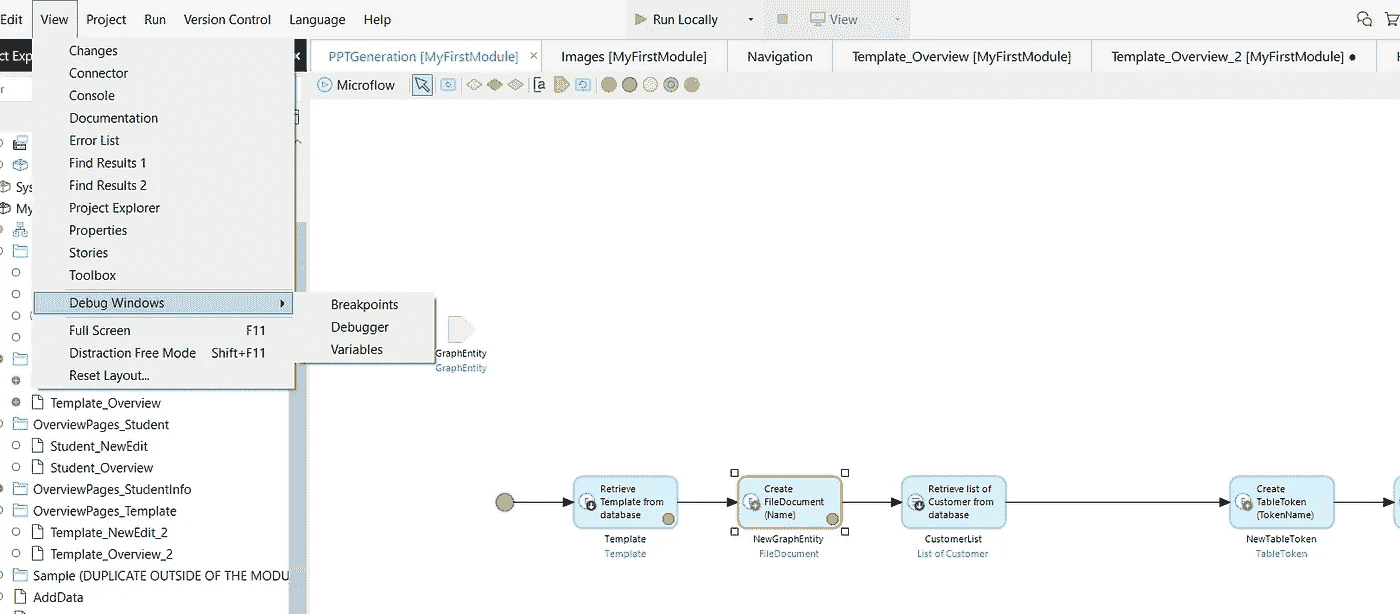 Edit View Project Run Version Control Language Help Run Locally View
Changes
Connector
Console
Documentation
Error List
Find Results 1
Find Results 2
Project Explorer
Properties
Stories
Toolbox
Debug Windows
Full Screen F11
Distraction Free Mode Shift+F11
Reset Layout...
Breakpoints
Debugger
Variables
ct Exp
Sys
My
Template_Overview
OverviewPages_Student
Student_NewEdit
Student_Overview
OverviewPages_StudentInfo
OverviewPages_Template
Template_NewEdit_2
Template_Overview_2
Sample (DUPLICATE OUTSIDE OF THE MODU
AddData
PPTGeneration [MyFirstModule] × Images [MyFirstModule] Navigation Template_Overview [MyFirstModule] Template_Overview_2 [MyFirstModule] •
Microflow
GraphEntity
GraphEntity
Retrieve
Template from
database
Template
Template
Create
FileDocument
(Name)
NewGraphEntity
FileDocument
Retrieve list of
Customer from
database
CustomerList
List of Customer
Create
TableToken
(TokenName)
NewTableToken
TableToken